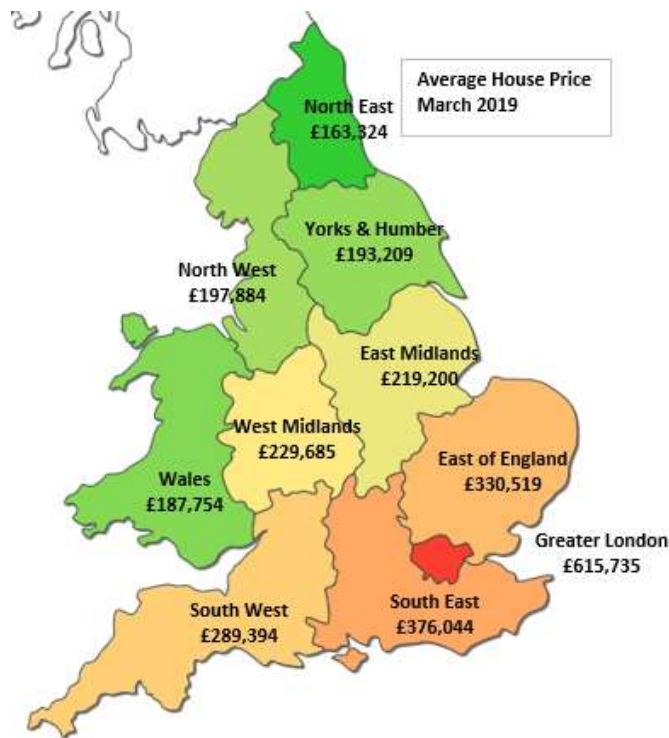 Average House Price
March 2019
North East
£163,324
Yorks & Humber
£193,209
North West
£197,884
East Midlands
£219,200
West Midlands
£229,685
East of England
£330,519
Wales
£187,754
Greater London
£615,735
South West
£289,394
South East
£376,044